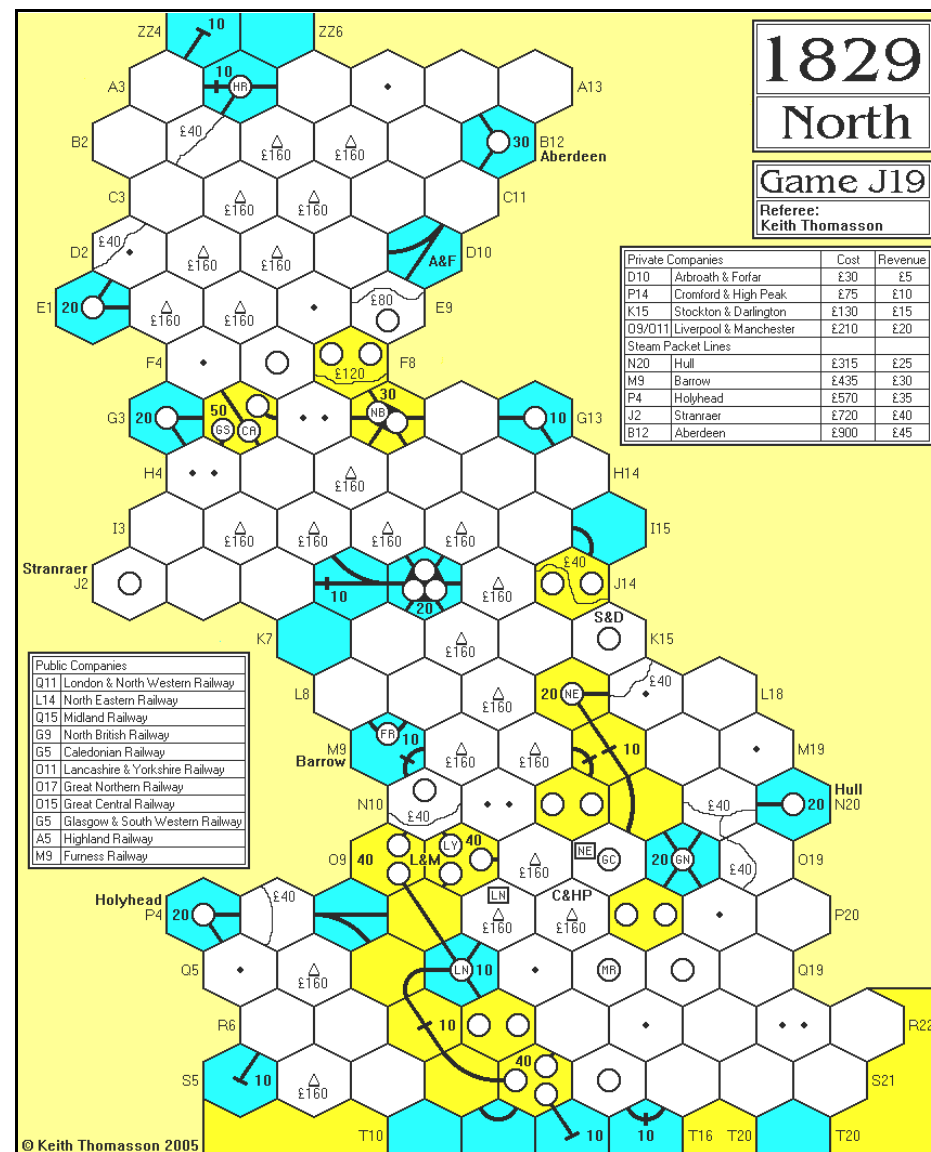 10
ZZ4
ZZ6
1829
North
10
HR
A3
A13
£40
B2
£160
£160
30
B12
Aberdeen
Game J19
Referee:
Keith Thomasson
C3
£160
£160
C11
£40
D2
£160
£160
A&F
D10
Private Companies Cost Revenue
D10 Arbroath & Forfar £30 £5
P14 Cromford & High Peak £75 £10
K15 Stockton & Darlington £130 £15
O9/O11 Liverpool & Manchester £210 £20
Steam Packet Lines
N20 Hull £315 £25
M9 Barrow £435 £30
P4 Holyhead £570 £35
J2 Stranraer £720 £40
B12 Aberdeen £900 £45
E1
20
£160
£160
£80
E9
F4
£120
F8
G3
20
50
GS
CA
30
NB
10
G13
H4
£160
H14
I3
£160
£160
£160
£160
I15
Stranraer
J2
10
20
£160
£40
J14
K7
£160
S&D
K15
Public Companies
Q11 London & North Western Railway
L14 North Eastern Railway
Q15 Midland Railway
G9 North British Railway
G5 Caledonian Railway
O11 Lancashire & Yorkshire Railway
O17 Great Northern Railway
O15 Great Central Railway
G5 Glasgow & South Western Railway
A5 Highland Railway
M9 Furness Railway
L8
£160
20
NE
£40
L18
M9
Barrow
FR
10
£160
£160
10
M19
N10
£40
£40
Hull
N20
20
O9
40
L&M
LY
40
£160
NE
GC
20
GN
£40
O19
Holyhead
P4
20
£40
LN
£160
C&HP
£160
P20
Q5
£160
LN
10
MR
Q19
R6
10
R22
S5
10
£160
40
S21
T10
10
10
T16
T20
T20
© Keith Thomasson 2005